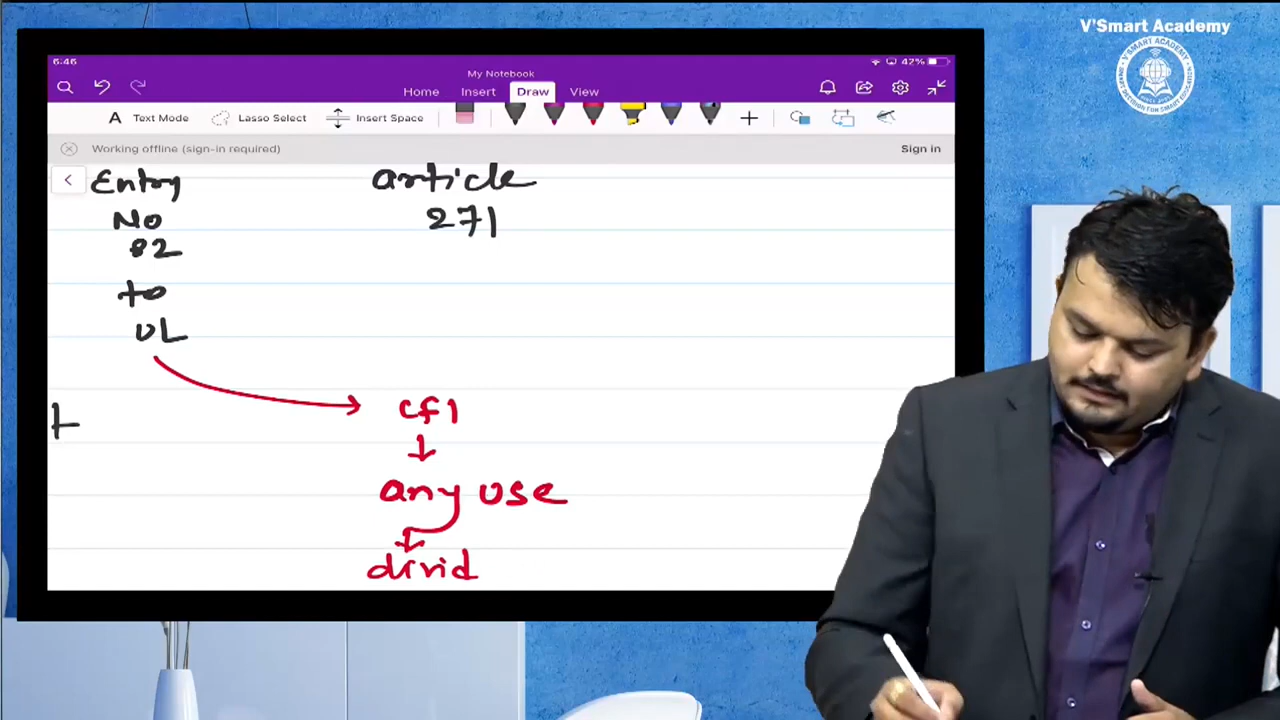 V'Smart Academy
6.46
42%
My Notebook
Home Insert Draw View
Text Mode Lasso Select Insert Space
Working offline (sign-in required) Sign in
Entry article
No 271
82
to
UL
cf1
any use
divid